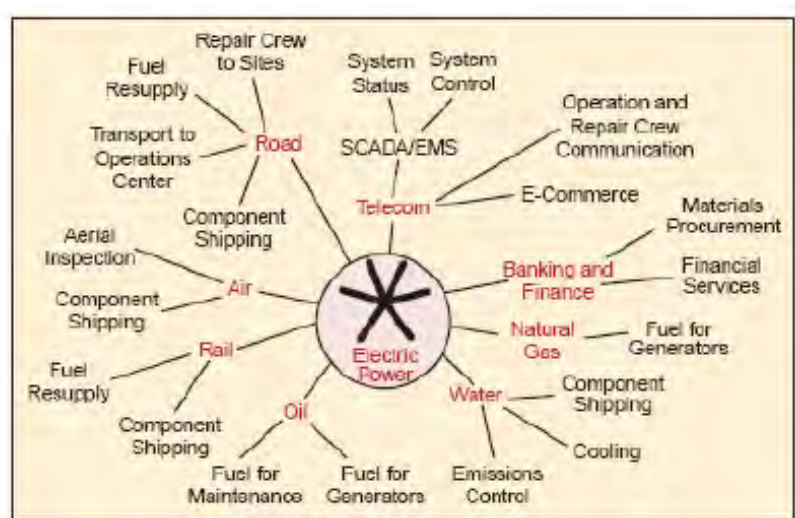 Repair Crew
to Sites
Fuel
Resupply
Transport to
Operations
Center
Road
Component
Shipping
System
Status
System
Control
SCADA/EMS
Operation and
Repair Crew
Communication
Telecom
E-Commerce
Materials
Procurement
Banking and
Finance
Financial
Services
Aerial
Inspection
Air
Component
Shipping
Rail
Fuel
Resupply
Component
Shipping
Electric
Power
Natural
Gas
Fuel for
Generators
Water
Component
Shipping
Cooling
Emissions
Control
Oil
Fuel for
Maintenance
Fuel for
Generators